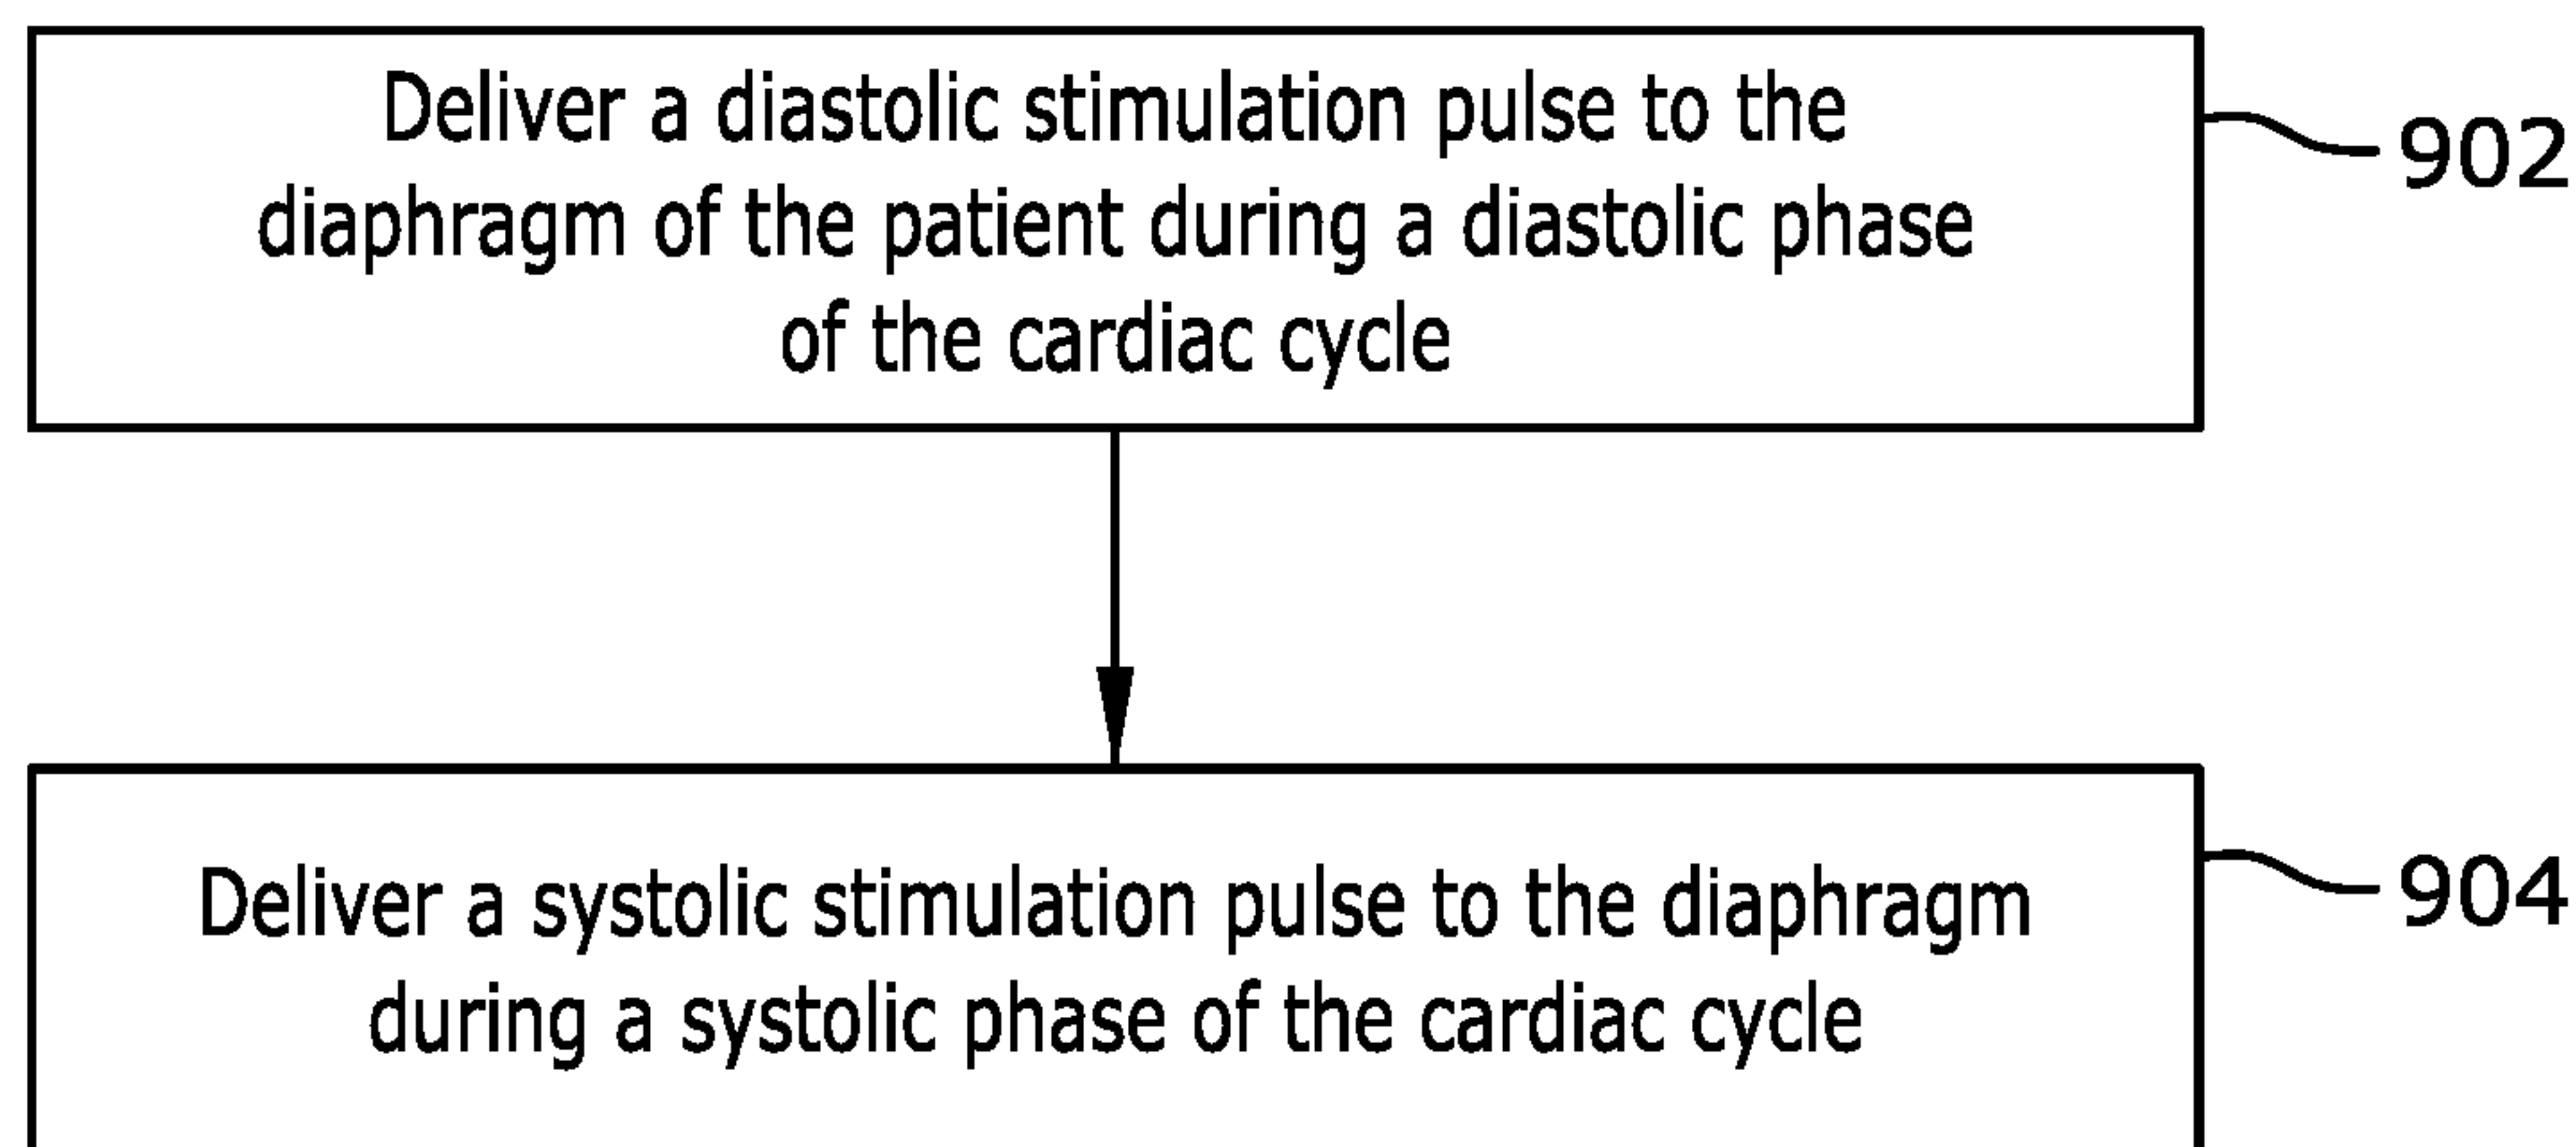 Deliver a diastolic stimulation pulse to the
diaphragm of the patient during a diastolic phase
of the cardiac cycle
902
Deliver a systolic stimulation pulse to the diaphragm
during a systolic phase of the cardiac cycle
904